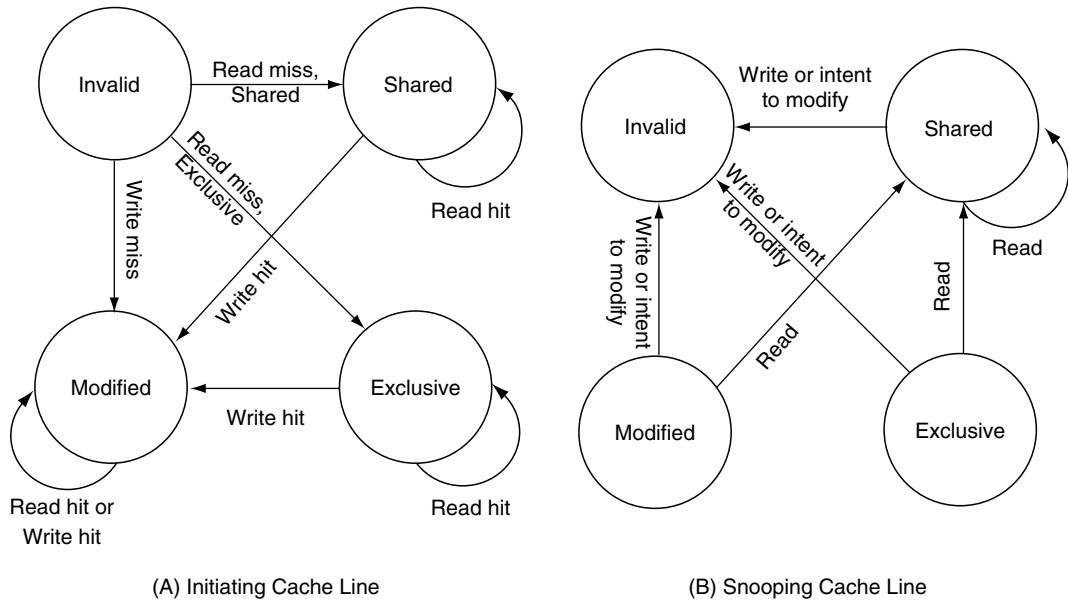 Invalid
Read miss,
Shared
Shared
Read hit
Read miss,
Exclusive
Write miss
Write hit
Modified
Write hit
Exclusive
Read hit or
Write hit
Read hit
(A) Initiating Cache Line
Invalid
Write or intent
to modify
Shared
Read
Write or intent
to modify
Write or intent
to modify
Read
Read
Modified
Exclusive
(B) Snooping Cache Line